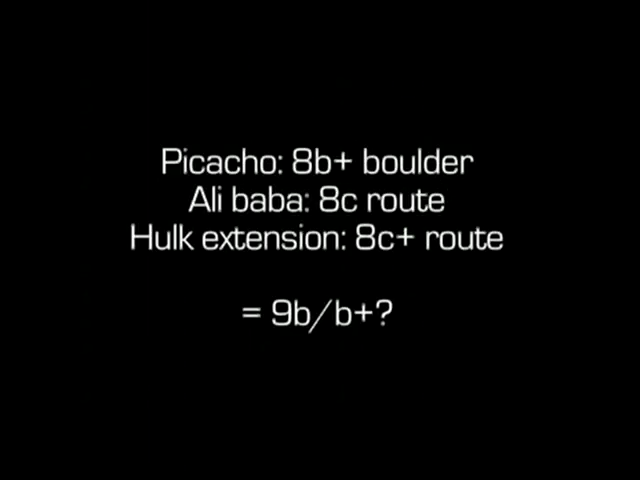 Picacho: 8b+ boulder
Ali baba: 8c route
Hulk extension: 8c+ route
= 9b/b+?